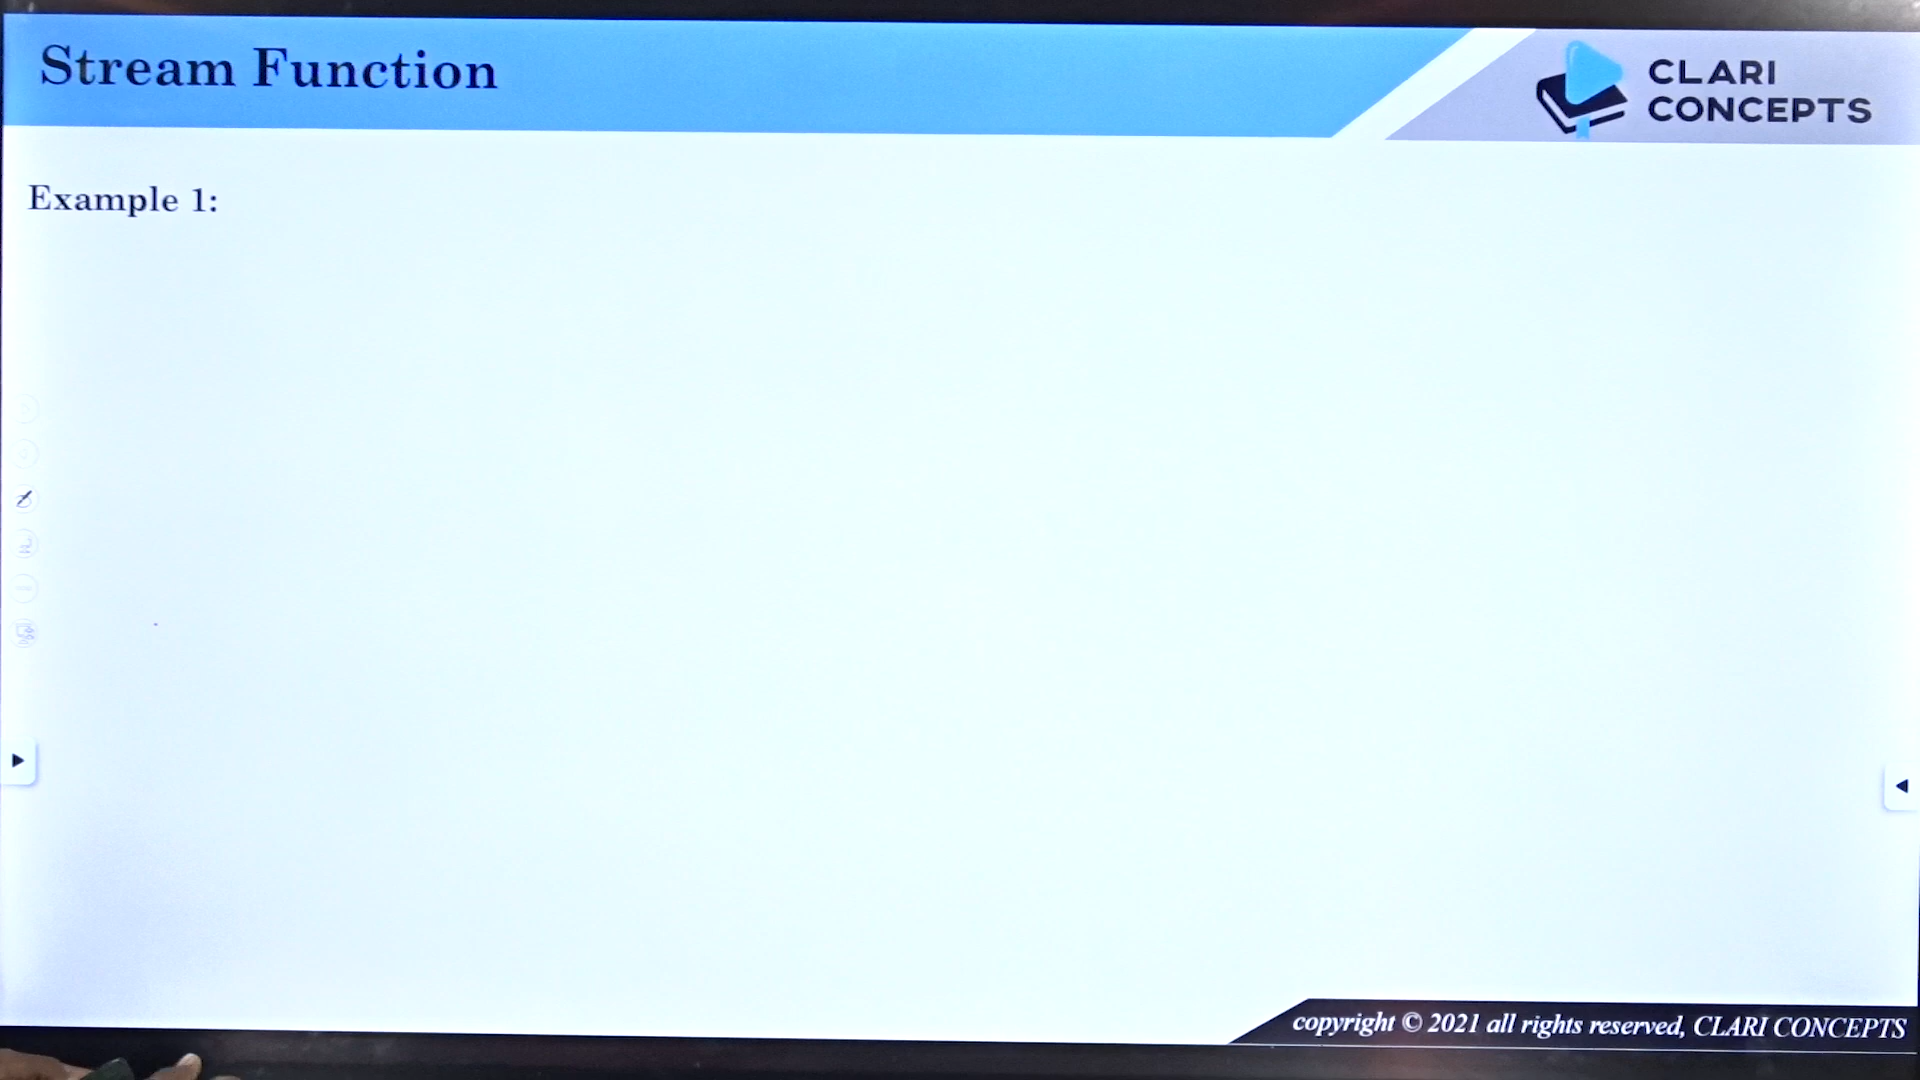 Stream Function
CLARI
CONCEPTS
Example 1:
copyright © 2021 all rights reserved, CLARI CONCEPTS